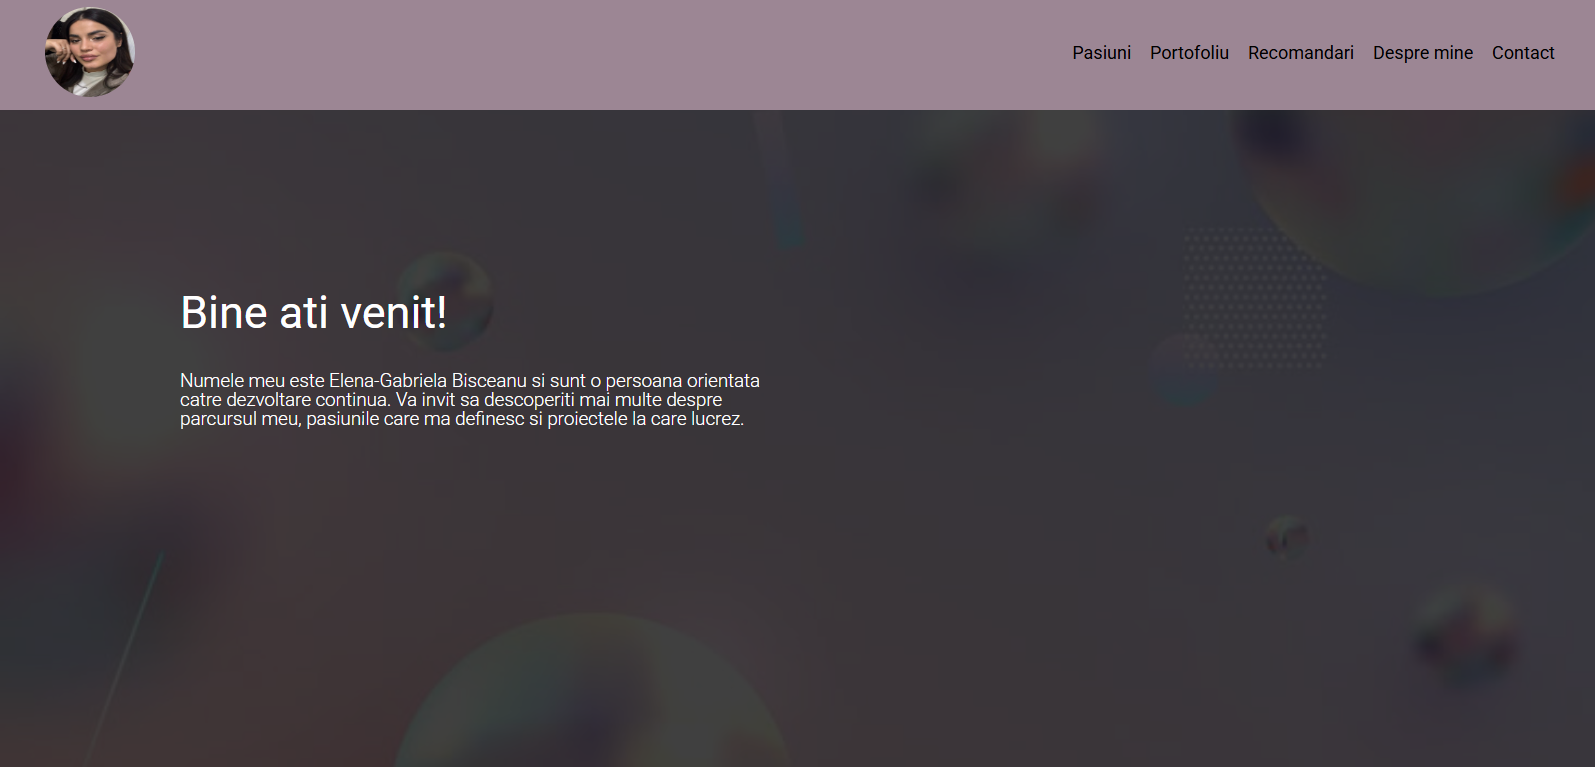 Pasiuni Portofoliu Recomandari Despre mine Contact
Bine ati venit!
Numele meu este Elena-Gabriela Bisceanu si sunt o persoana orientata
catre dezvoltare continua. Va invit sa descoperiti mai multe despre
parcursul meu, pasiunile care ma definesc si proiectele la care lucrez.